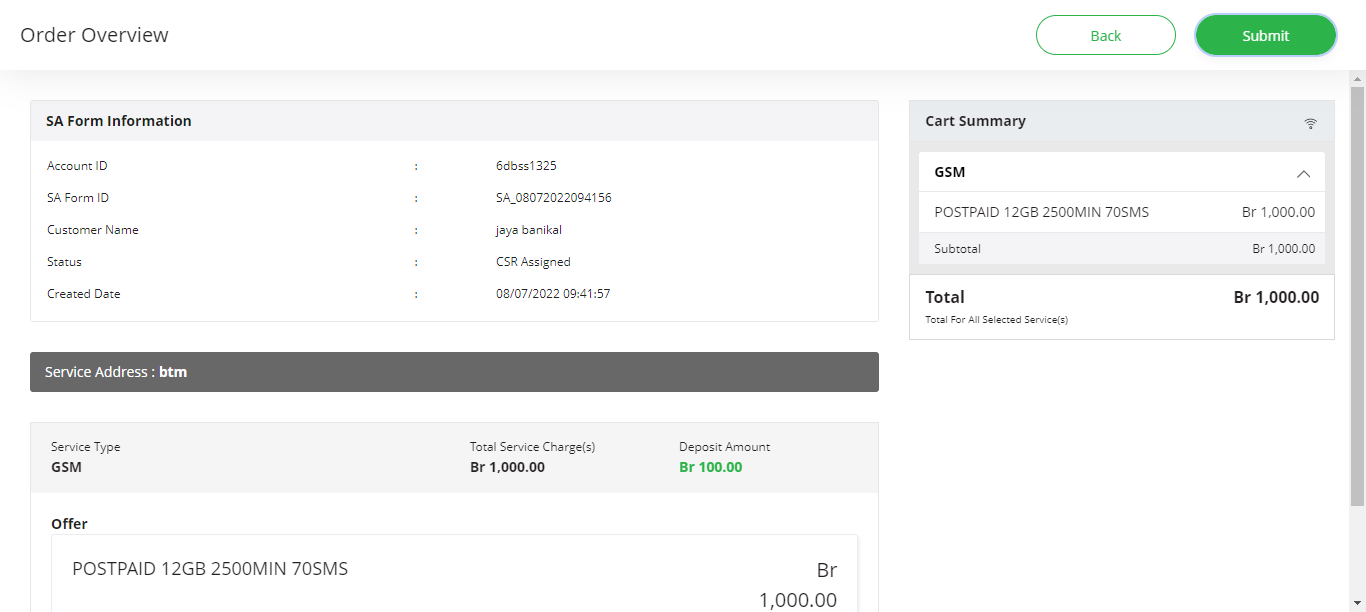 Order Overview
Back
Submit
SA Form Information
Account ID : 6dbss1325
SA Form ID : SA_08072022094156
Customer Name : jaya banikal
Status : CSR Assigned
Created Date : 08/07/2022 09:41:57
Service Address : btm
Service Type
GSM
Total Service Charge(s)
Br 1,000.00
Deposit Amount
Br 100.00
Offer
POSTPAID 12GB 2500MIN 70SMS
Br
1,000.00
Cart Summary
GSM
POSTPAID 12GB 2500MIN 70SMS Br 1,000.00
Subtotal Br 1,000.00
Total Br 1,000.00
Total For All Selected Service(s)